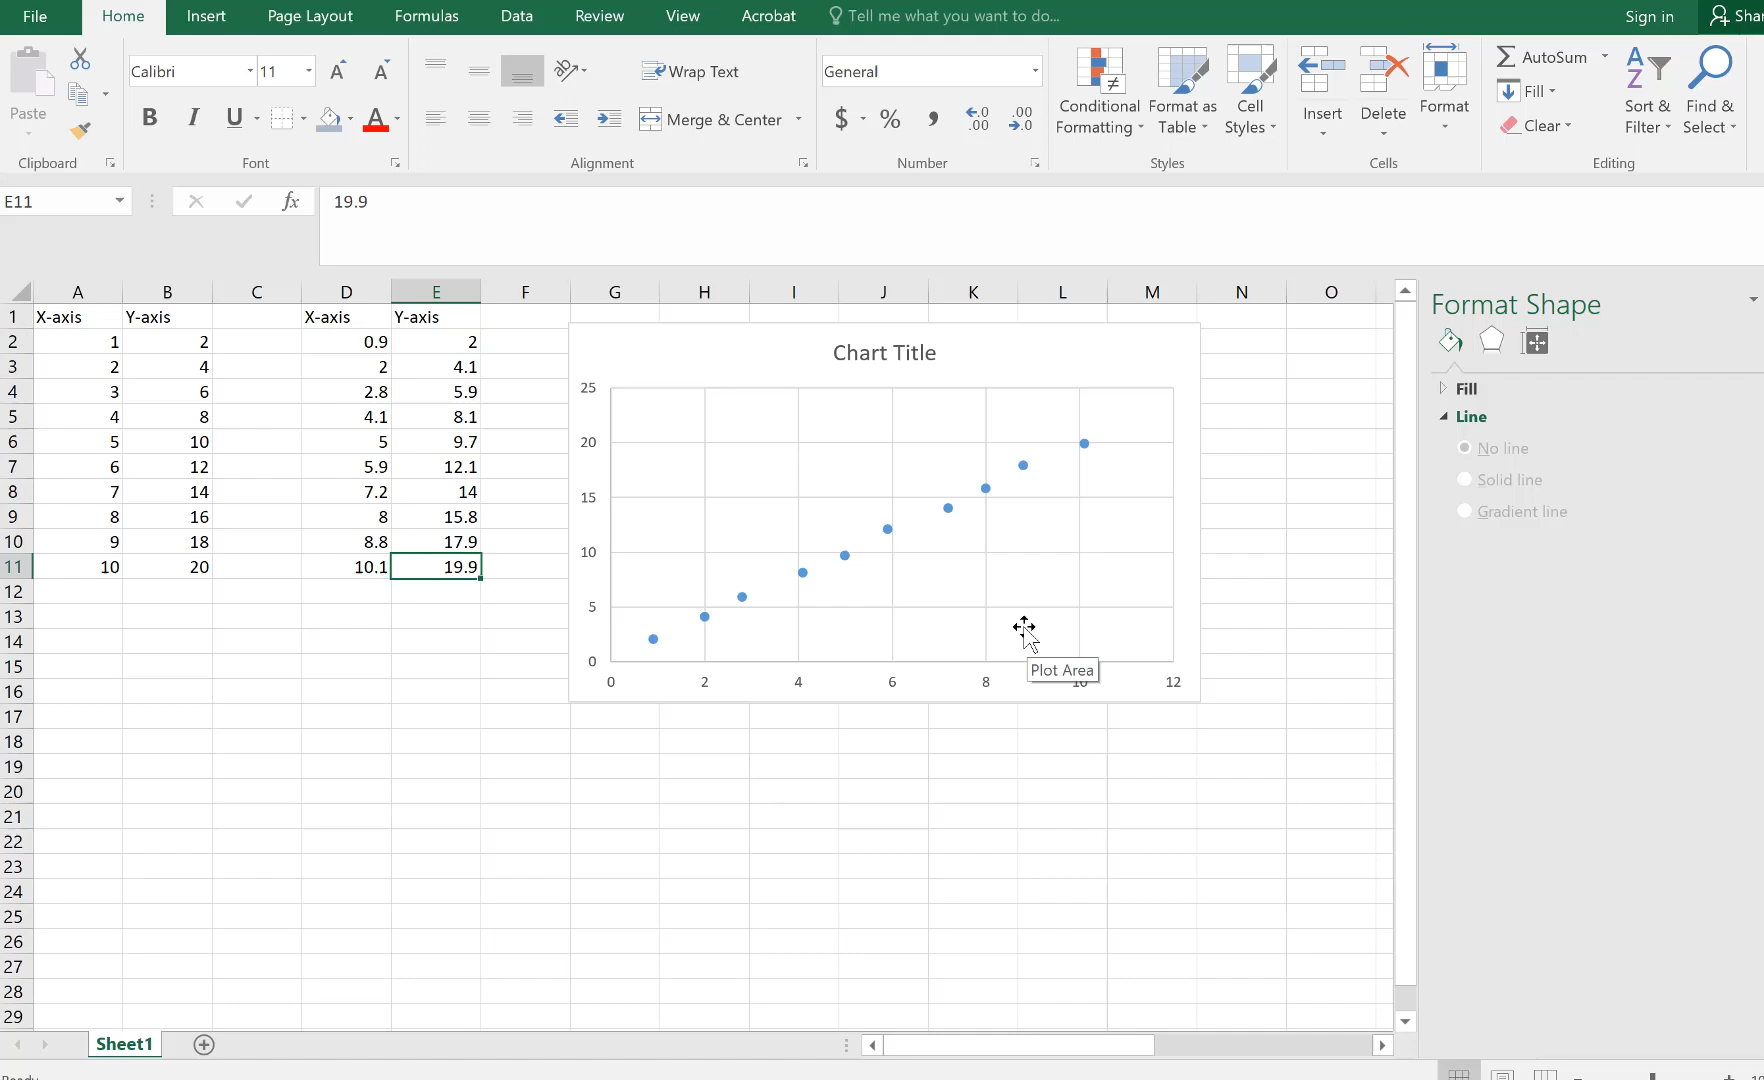 File Home Insert Page Layout Formulas Data Review View Acrobat Tell me what you want to do... Sign in
Calibri 11 Wrap Text General AutoSum
Paste Conditional Format as Cell Insert Delete Format Fill Sort & Find &
B I U A Merge & Center $ % , .0 .00 .00 .0 Formatting Table Styles Clear Filter Select
Clipboard Font Alignment Number Styles Cells Editing
E11 fx 19.9
A B C D E F G H I J K L M N O
1 X-axis Y-axis X-axis Y-axis
2 1 2 0.9 2
3 2 4 2 4.1
4 3 6 2.8 5.9
5 4 8 4.1 8.1
6 5 10 5 9.7
7 6 12 5.9 12.1
8 7 14 7.2 14
9 8 16 8 15.8
10 9 18 8.8 17.9
11 10 20 10.1 19.9
12
13
14
15
16
17
18
19
20
21
22
23
24
25
26
27
28
29
Chart Title
25
20
15
10
5
0
0 2 4 6 8 10 12
Plot Area
Format Shape
Fill
Line
No line
Solid line
Gradient line
Sheet1